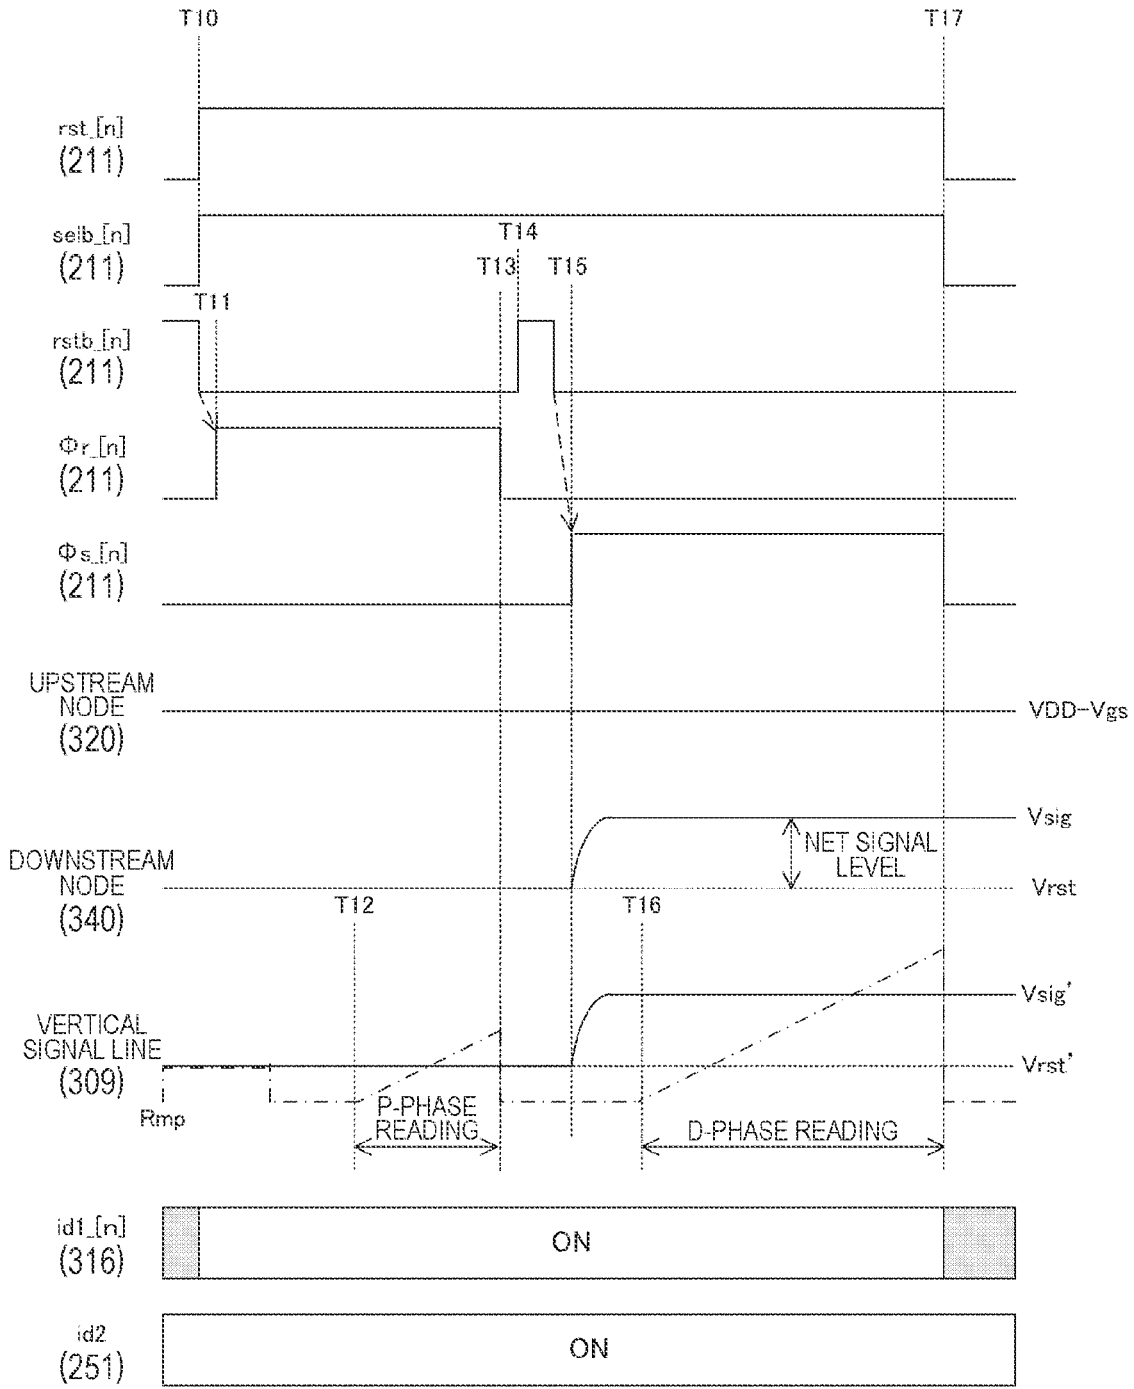 T10
T17
rst_[n]
(211)
selb_[n]
(211)
T14
T13
T15
T11
rstb_[n]
(211)
Φr_[n]
(211)
Φs_[n]
(211)
UPSTREAM
NODE
(320)
VDD-Vgs
Vsig
NET SIGNAL
LEVEL
DOWNSTREAM
NODE
(340)
Vrst
T12
T16
Vsig'
VERTICAL
SIGNAL LINE
(309)
Vrst'
Rmp
P-PHASE
READING
D-PHASE READING
id1_[n]
(316)
ON
id2
(251)
ON